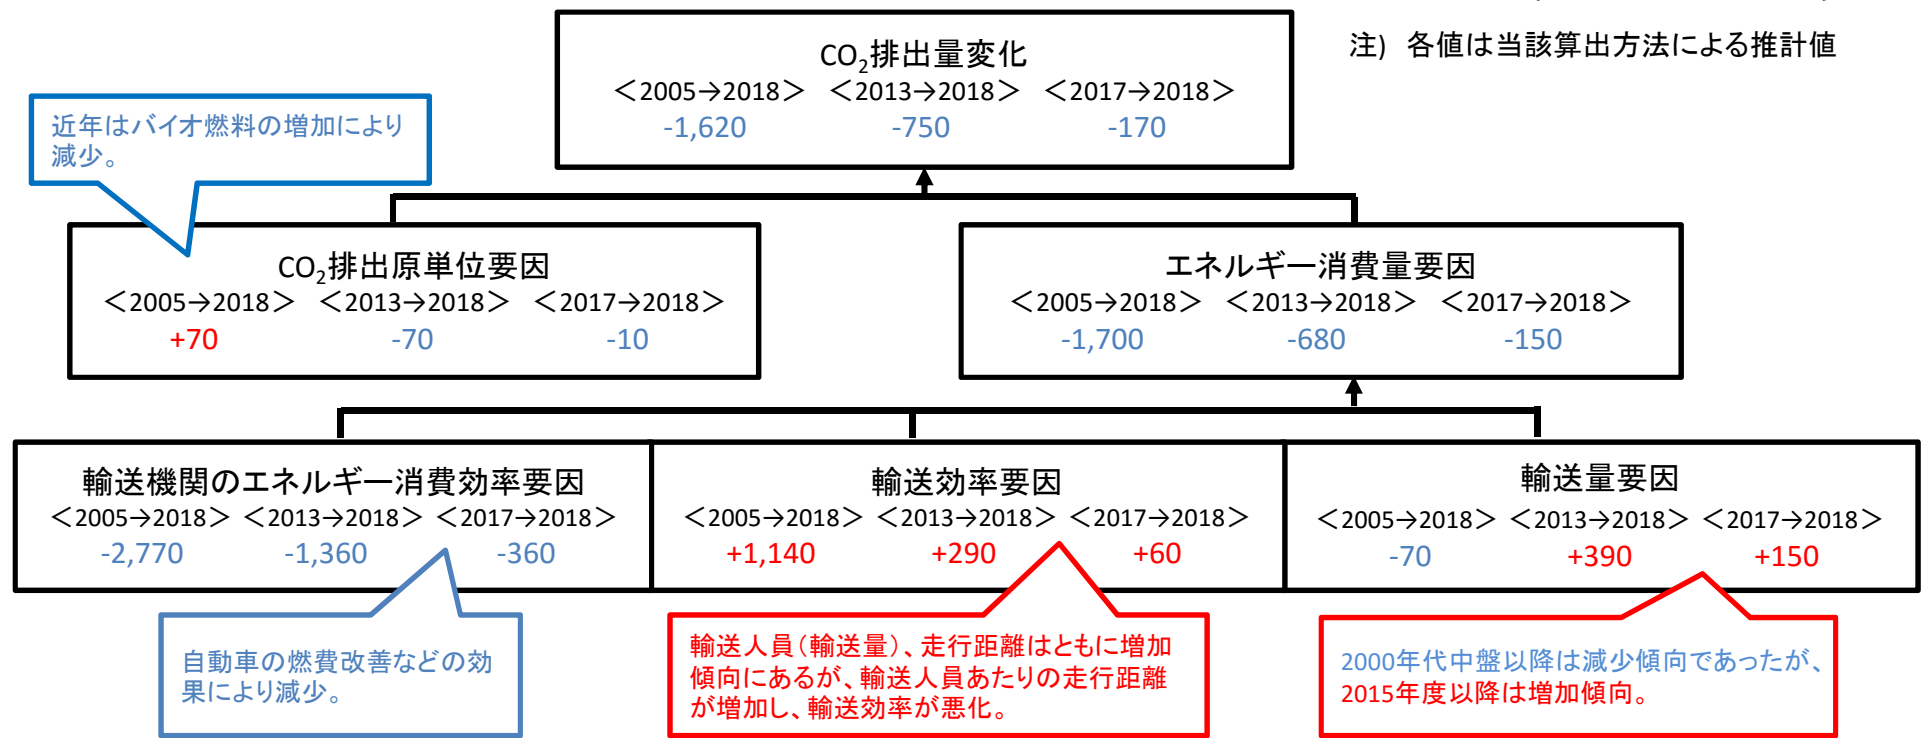 注) 各値は当該算出方法による推計値
CO₂排出量変化
＜2005→2018＞ ＜2013→2018＞ ＜2017→2018＞
-1,620 -750 -170
近年はバイオ燃料の増加により
減少。
CO₂排出原単位要因
＜2005→2018＞ ＜2013→2018＞ ＜2017→2018＞
+70 -70 -10
エネルギー消費量要因
＜2005→2018＞ ＜2013→2018＞ ＜2017→2018＞
-1,700 -680 -150
輸送機関のエネルギー消費効率要因
＜2005→2018＞ ＜2013→2018＞ ＜2017→2018＞
-2,770 -1,360 -360
輸送効率要因
＜2005→2018＞ ＜2013→2018＞ ＜2017→2018＞
+1,140 +290 +60
輸送量要因
＜2005→2018＞ ＜2013→2018＞ ＜2017→2018＞
-70 +390 +150
自動車の燃費改善などの効
果により減少。
輸送人員（輸送量）、走行距離はともに増加
傾向にあるが、輸送人員あたりの走行距離
が増加し、輸送効率が悪化。
2000年代中盤以降は減少傾向であったが、
2015年度以降は増加傾向。